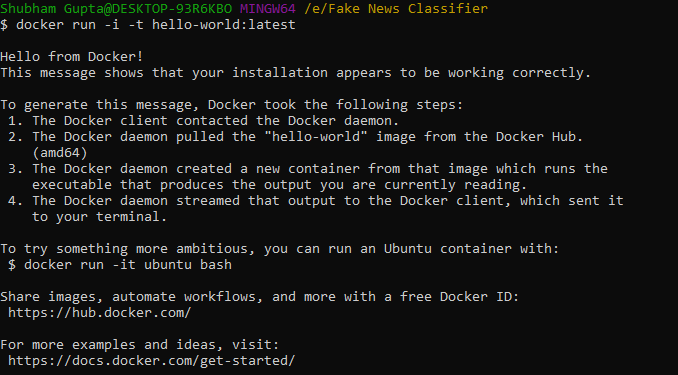 Shubham Gupta@DESKTOP-93R6KBO MINGW64 /e/Fake News Classifier
$ docker run -i -t hello-world:latest
Hello from Docker!
This message shows that your installation appears to be working correctly.
To generate this message, Docker took the following steps:
1. The Docker client contacted the Docker daemon.
2. The Docker daemon pulled the "hello-world" image from the Docker Hub.
(amd64)
3. The Docker daemon created a new container from that image which runs the
executable that produces the output you are currently reading.
4. The Docker daemon streamed that output to the Docker client, which sent it
to your terminal.
To try something more ambitious, you can run an Ubuntu container with:
$ docker run -it ubuntu bash
Share images, automate workflows, and more with a free Docker ID:
https://hub.docker.com/
For more examples and ideas, visit:
https://docs.docker.com/get-started/